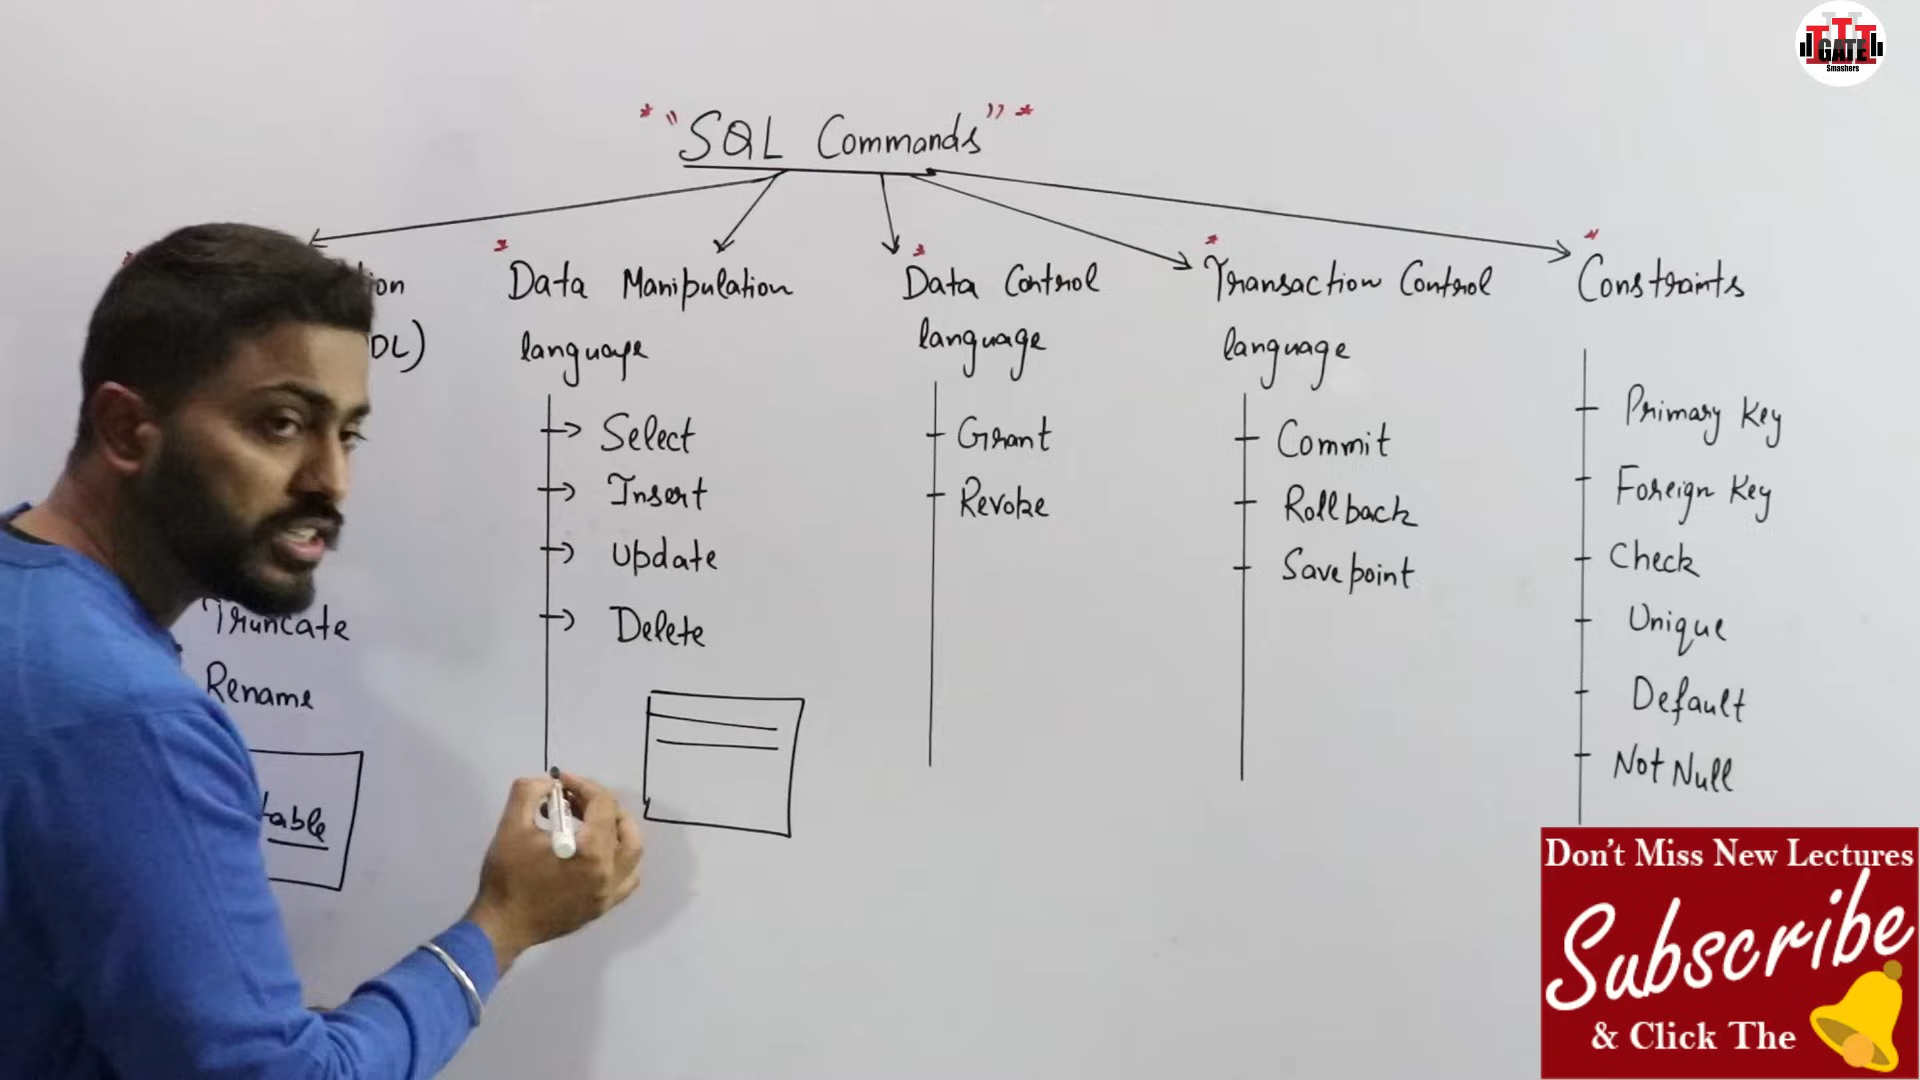 GATE
Smashers
* "SQL Commands" *
ion
DL)
Truncate
Rename
table
Data Manipulation
language
Select
Insert
Update
Delete
Data Control
language
Grant
Revoke
Transaction Control
language
Commit
Rollback
Savepoint
Constraints
Primary Key
Foreign Key
Check
Unique
Default
Not Null
Don't Miss New Lectures
Subscribe
& Click The